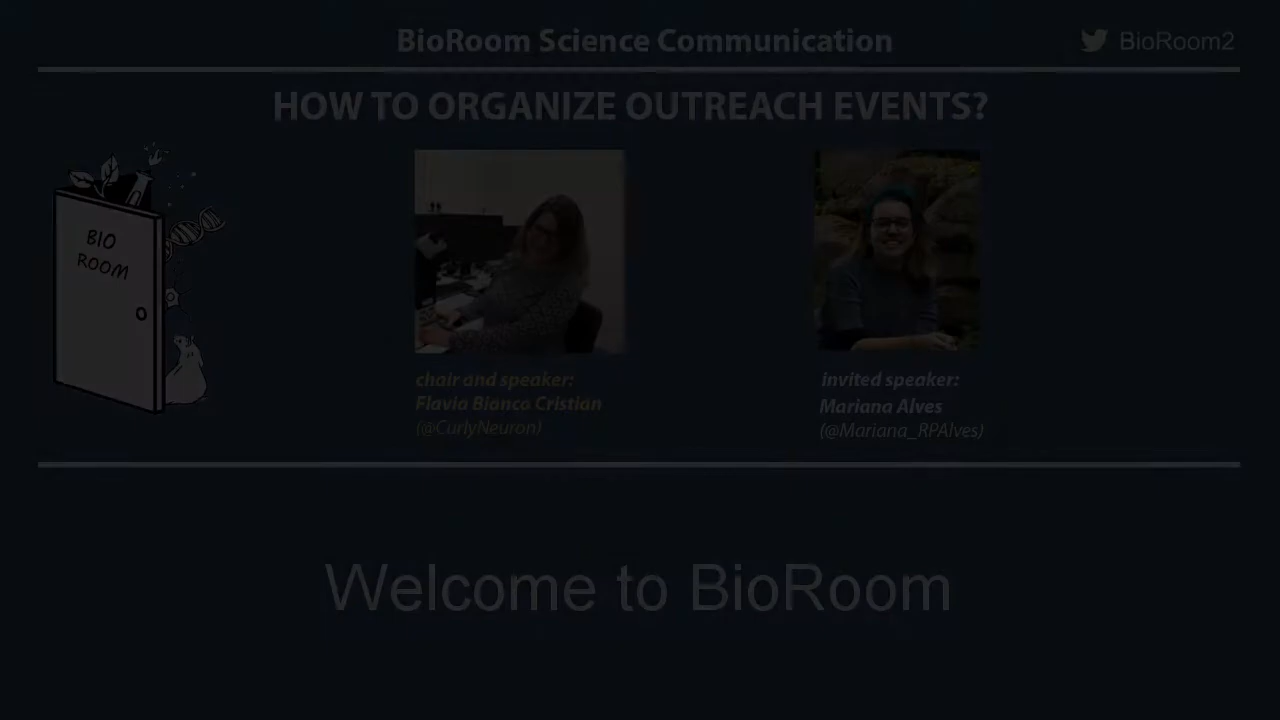 BioRoom Science Communication
BioRoom2
HOW TO ORGANIZE OUTREACH EVENTS?
BIO
ROOM
chair and speaker:
Flavia Bianco Cristian
(@CurlyNeuron)
invited speaker:
Mariana Alves
(@Mariana_RPAlves)
Welcome to BioRoom